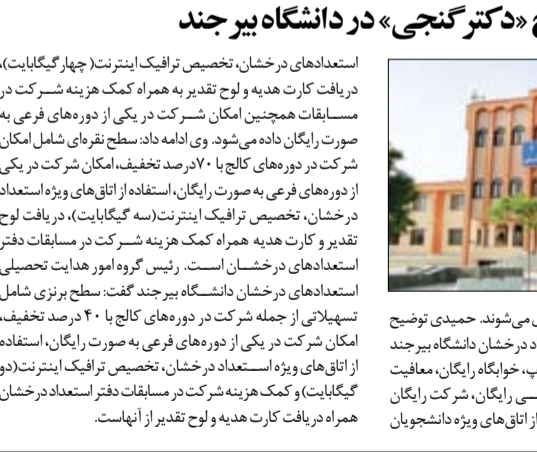 «دکتر گنجی» در دانشگاه بیرجند
می‌شوند. حمیدی توضیح
درخشان دانشگاه بیرجند
خوابگاه رایگان، معافیت
رایگان، شرکت رایگان
از اتاق‌های ویژه دانشجویان
استعدادهای درخشان، تخصیص ترافیک اینترنت(چهار گیگابایت)،
دریافت کارت هدیه و لوح تقدیر به همراه کمک هزینه شرکت در
مسابقات همچنین امکان شرکت در یکی از دوره‌های فرعی به
صورت رایگان داده می‌شود. وی ادامه داد: سطح نقره‌ای شامل امکان
شرکت در دوره‌های کالج با ۷۰درصد تخفیف، امکان شرکت در یکی
از دوره‌های فرعی به صورت رایگان، استفاده از اتاق‌های ویژه استعداد
درخشان، تخصیص ترافیک اینترنت(سه گیگابایت)، دریافت لوح
تقدیر و کارت هدیه همراه کمک هزینه شرکت در مسابقات دفتر
استعدادهای درخشان است. رئیس گروه امور هدایت تحصیلی
استعدادهای درخشان دانشگاه بیرجند گفت: سطح برنزی شامل
تسهیلاتی از جمله شرکت در دوره‌های کالج با ۴۰ درصد تخفیف،
امکان شرکت در یکی از دوره‌های فرعی به صورت رایگان، استفاده
از اتاق‌های ویژه استعداد درخشان، تخصیص ترافیک اینترنت(دو
گیگابایت) و کمک هزینه شرکت در مسابقات دفتر استعداد درخشان
همراه دریافت کارت هدیه و لوح تقدیر از آنهاست.